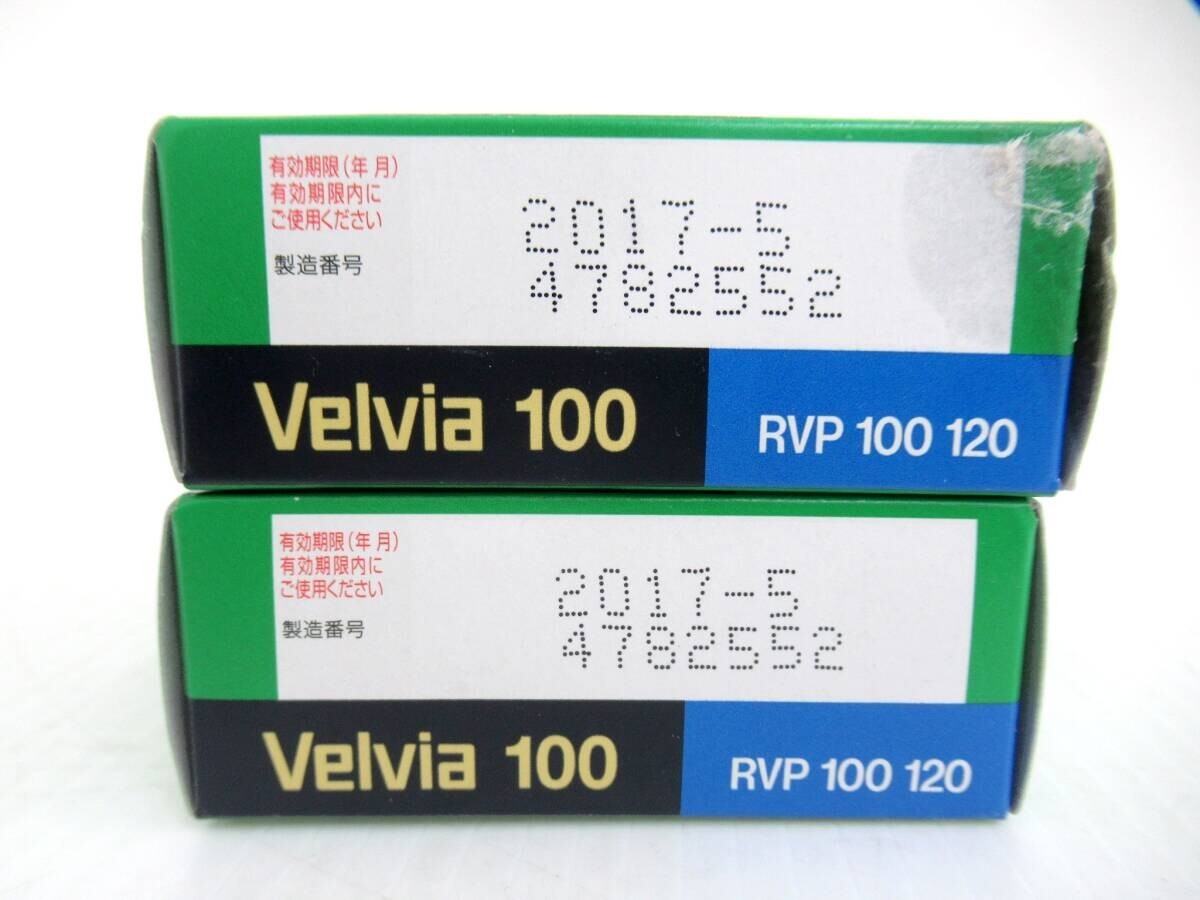 有効期限(年 月)
有効期限内に
ご使用ください
製造番号
2017-5
4782552
Velvia 100
RVP 100 120
有効期限(年 月)
有効期限内に
ご使用ください
製造番号
2017-5
4782552
Velvia 100
RVP 100 120